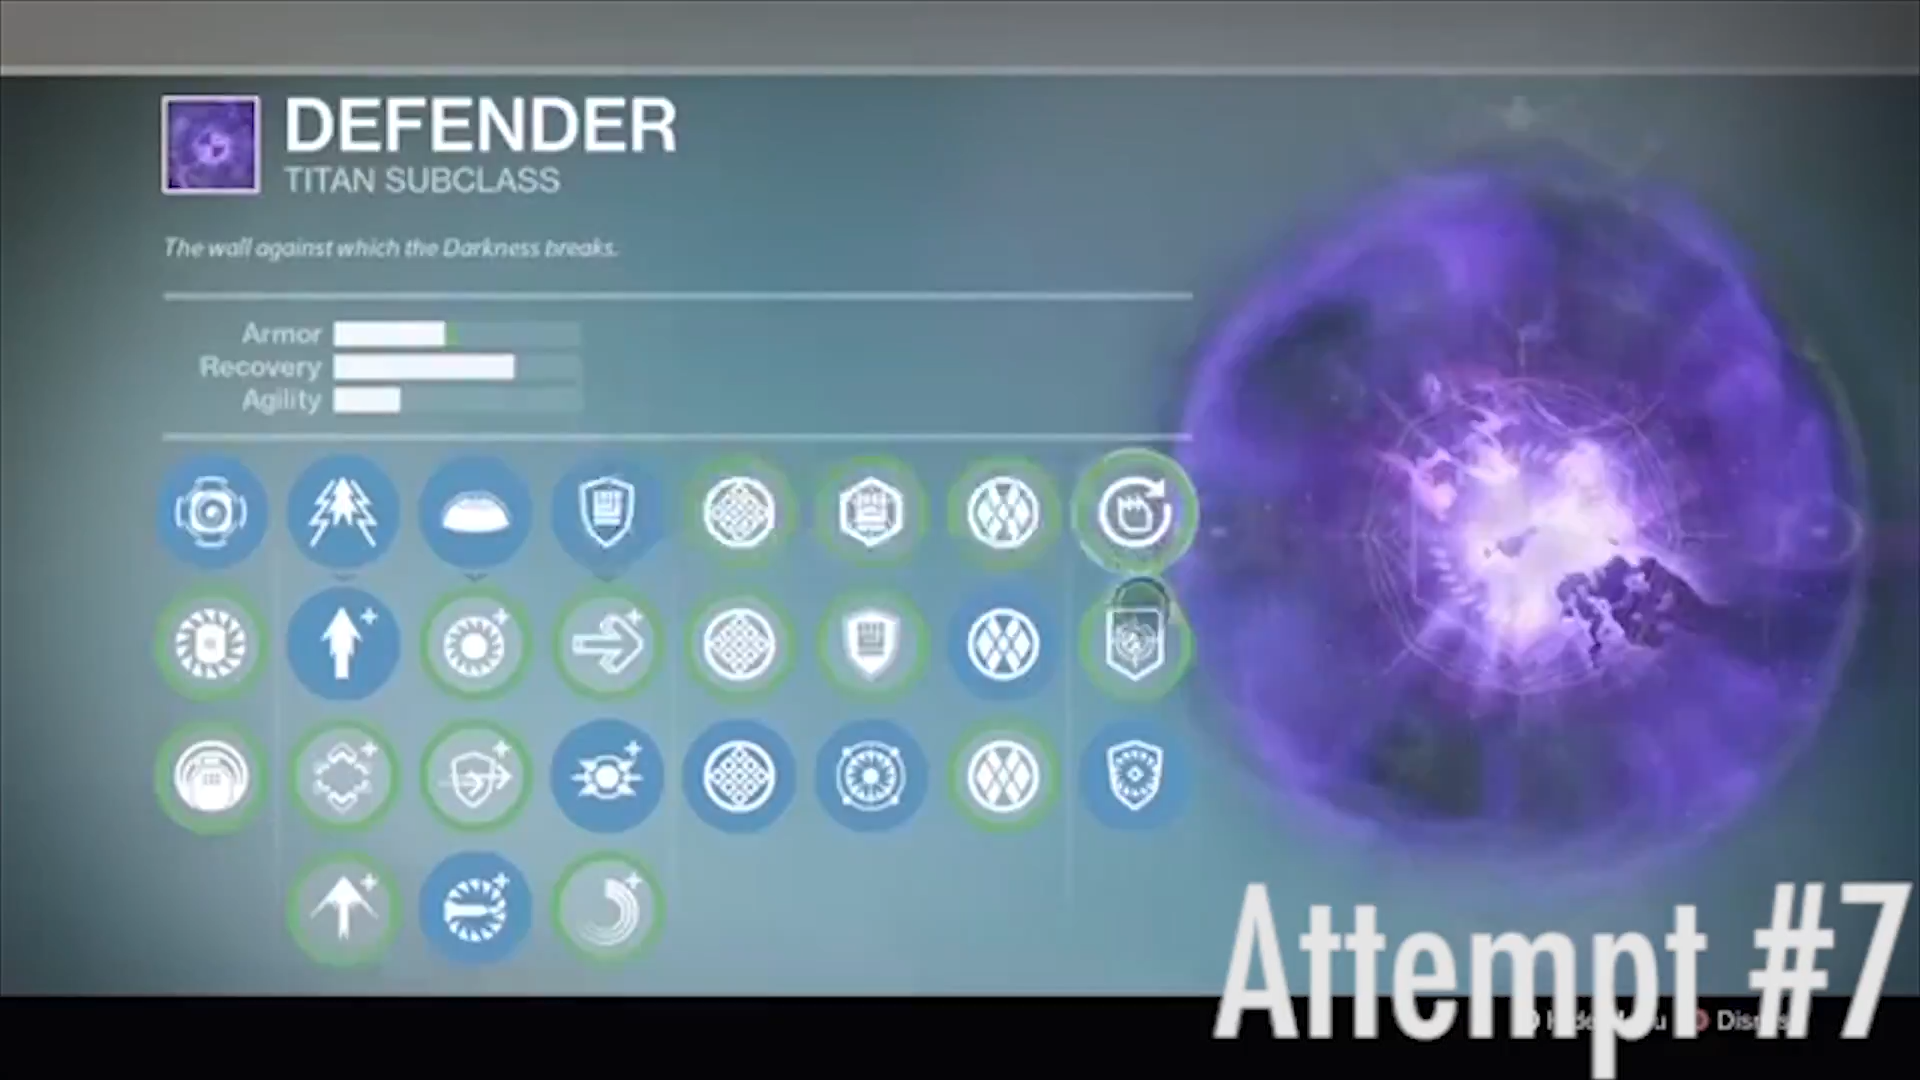 DEFENDER
TITAN SUBCLASS
The wall against which the Darkness breaks.
Armor
Recovery
Agility
Attempt #7